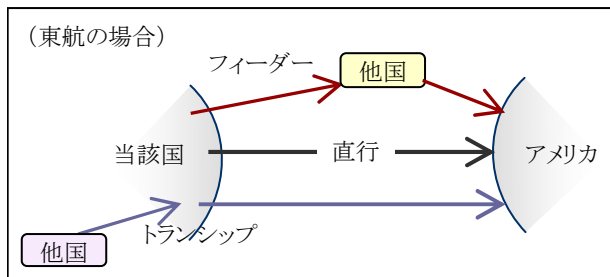 （東航の場合）
フィーダー
他国
当該国
直行
アメリカ
トランシップ
他国